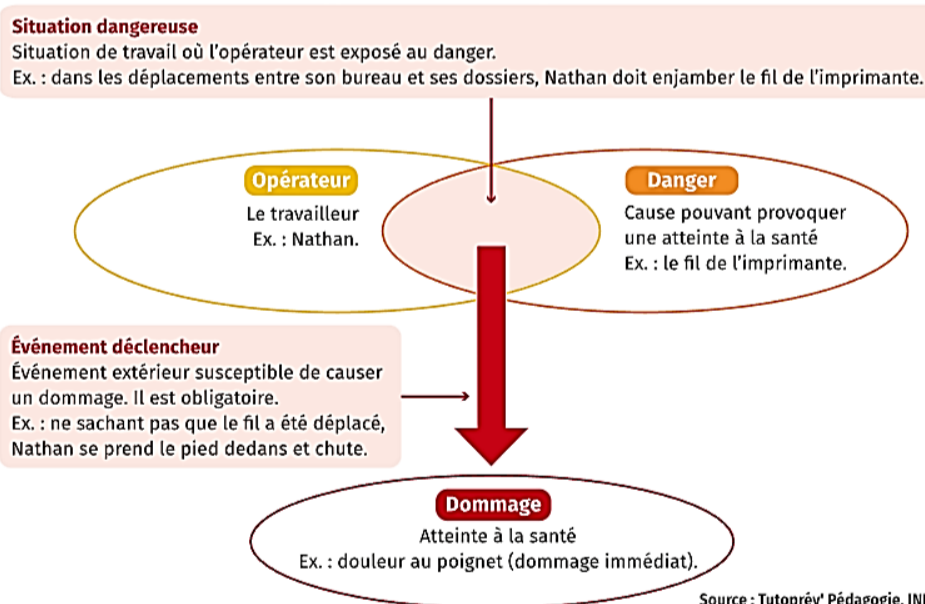 Situation dangereuse
Situation de travail où l'opérateur est exposé au danger.
Ex. : dans les déplacements entre son bureau et ses dossiers, Nathan doit enjamber le fil de l'imprimante.
Opérateur
Le travailleur
Ex. : Nathan.
Danger
Cause pouvant provoquer
une atteinte à la santé
Ex. : le fil de l'imprimante.
Événement déclencheur
Événement extérieur susceptible de causer
un dommage. Il est obligatoire.
Ex. : ne sachant pas que le fil a été déplacé,
Nathan se prend le pied dedans et chute.
Dommage
Atteinte à la santé
Ex. : douleur au poignet (dommage immédiat).
Source : Tutoprév' Pédagogie,